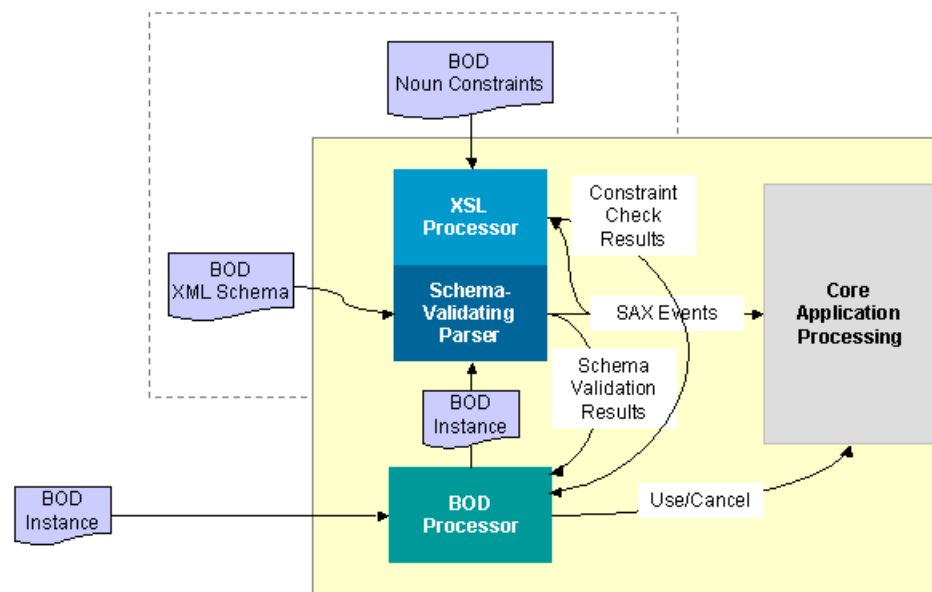 BOD
Noun Constraints
XSL
Processor
Constraint
Check
Results
BOD
XML Schema
Schema-
Validating
Parser
SAX Events
Core
Application
Processing
Schema
Validation
Results
BOD
Instance
BOD
Instance
BOD
Processor
Use/Cancel